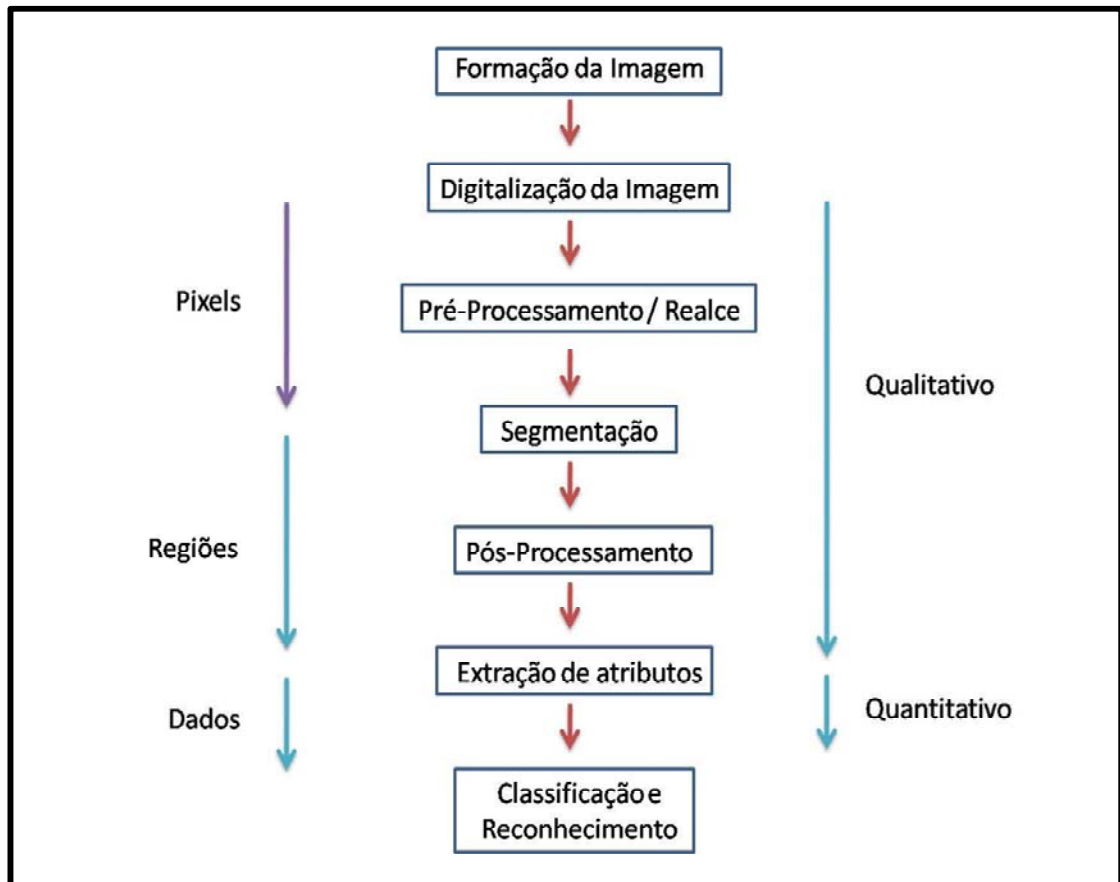 Formação da Imagem
Digitalização da Imagem
Pixels
Pré-Processamento / Realce
Qualitativo
Segmentação
Regiões
Pós-Processamento
Extração de atributos
Dados
Quantitativo
Classificação e
Reconhecimento